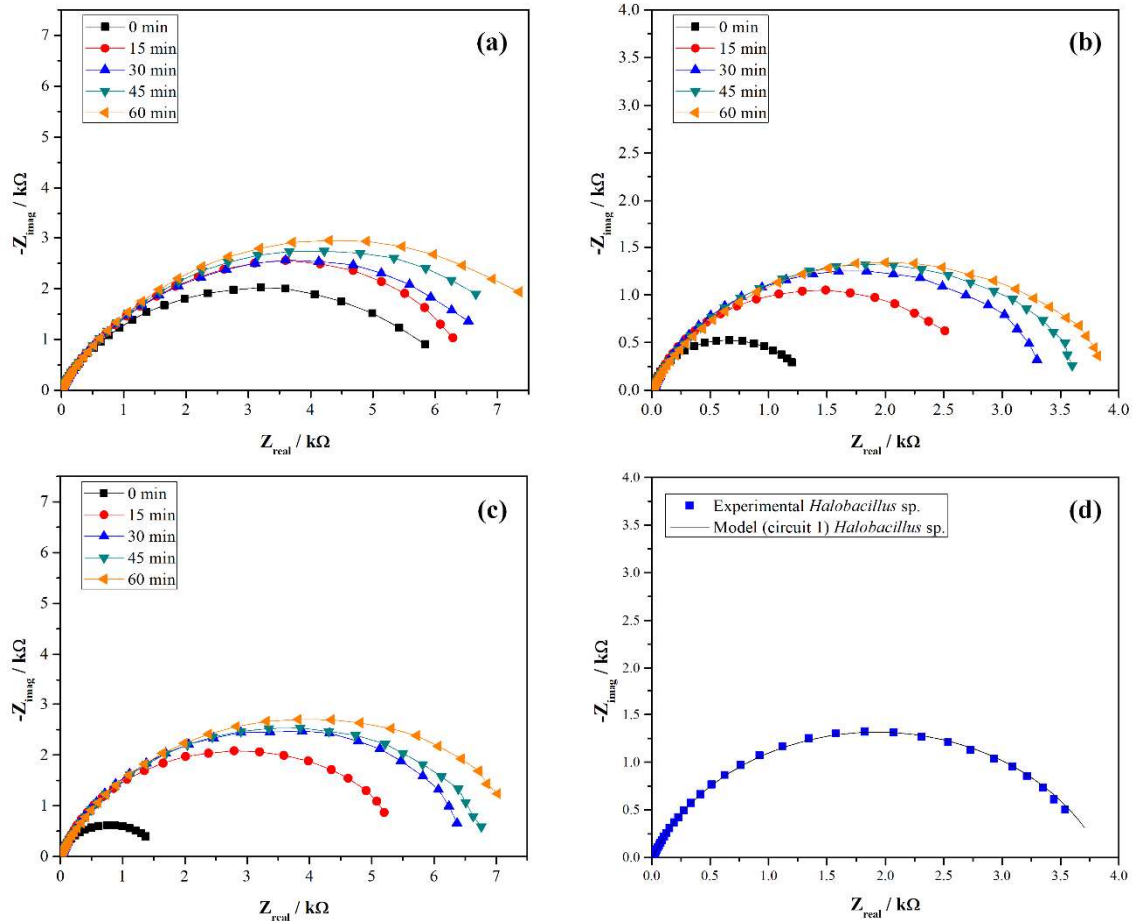 (a)
0 min
15 min
30 min
45 min
60 min
7
6
5
4
3
2
1
0
-Z_imag / kΩ
0 1 2 3 4 5 6 7
Z_real / kΩ
(b)
0 min
15 min
30 min
45 min
60 min
4.0
3.5
3.0
2.5
2.0
1.5
1.0
0.5
0.0
-Z_imag / kΩ
0.0 0.5 1.0 1.5 2.0 2.5 3.0 3.5 4.0
Z_real / kΩ
(c)
0 min
15 min
30 min
45 min
60 min
7
6
5
4
3
2
1
0
-Z_imag / kΩ
0 1 2 3 4 5 6 7
Z_real / kΩ
(d)
Experimental Halobacillus sp.
Model (circuit 1) Halobacillus sp.
4.0
3.5
3.0
2.5
2.0
1.5
1.0
0.5
0.0
-Z_imag / kΩ
0.0 0.5 1.0 1.5 2.0 2.5 3.0 3.5 4.0
Z_real / kΩ